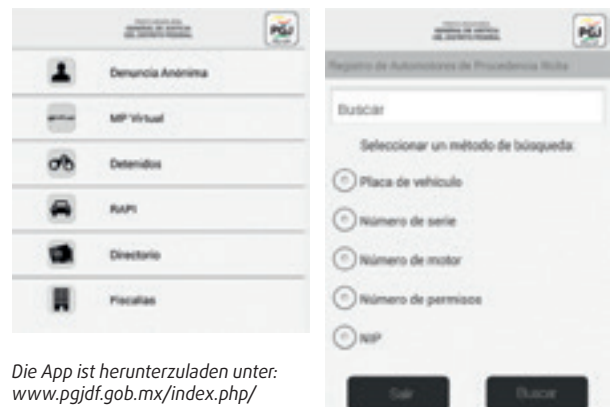 PGJ
Denuncia Anónima
MP Virtual
Detenidos
RAPI
Directorio
Fiscalías
Die App ist herunterzuladen unter:
www.pgjdf.gob.mx/index.php/
PGJ
Registro de Automotores de Procedencia Ilícita
Buscar
Seleccionar un método de búsqueda:
Placa de vehículo
Número de serie
Número de motor
Número de permisos
NIP
Salir
Buscar